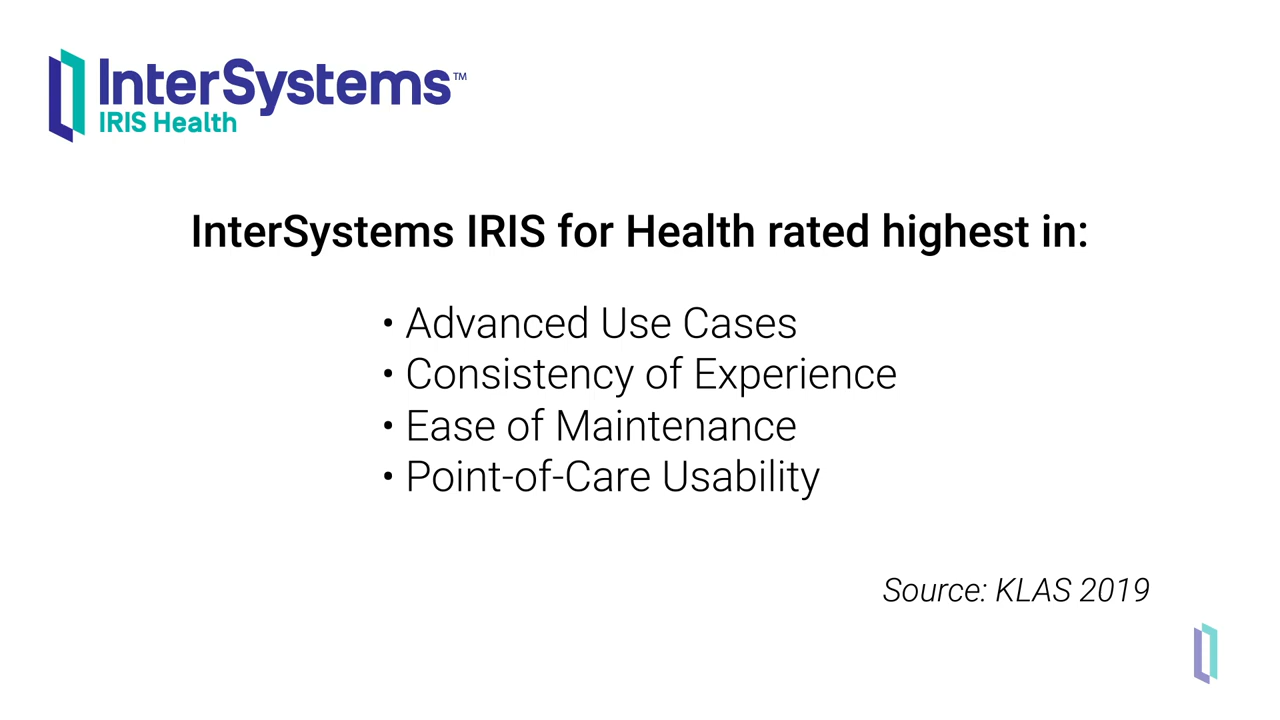 InterSystems™
IRIS Health
InterSystems IRIS for Health rated highest in:
• Advanced Use Cases
• Consistency of Experience
• Ease of Maintenance
• Point-of-Care Usability
Source: KLAS 2019